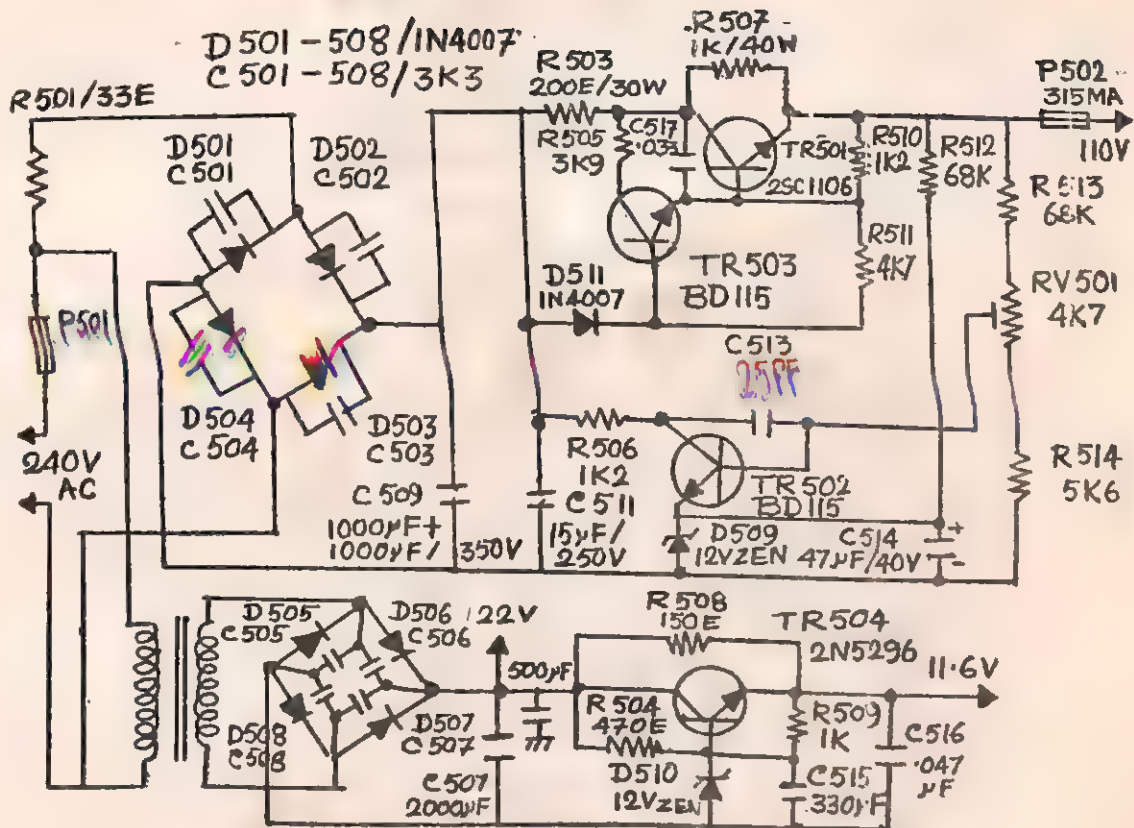 D501-508/1N4007
C501-508/3K3
R501/33E
D501
C501
D502
C502
R503
200E/30W
R505
3K9
C517
.033
R507
1K/40W
TR501
2SC1106
R510
1K2
R512
68K
P502
315MA
110V
R513
68K
R511
4K7
RV501
4K7
TR503
BD115
D511
1N4007
C513
25PF
P501
D504
C504
D503
C503
240V
AC
C509
1000µF+
1000µF/
350V
R506
1K2
C511
15µF/
250V
TR502
BD115
D509
12VZEN
C514
47µF/40V
+
-
R514
5K6
D505
C505
D506
C506
22V
500µF
R508
150E
TR504
2N5296
11.6V
D508
C508
D507
C507
C507
2000µF
R504
470E
D510
12VZEN
R509
1K
C515
330µF
C516
.047
µF